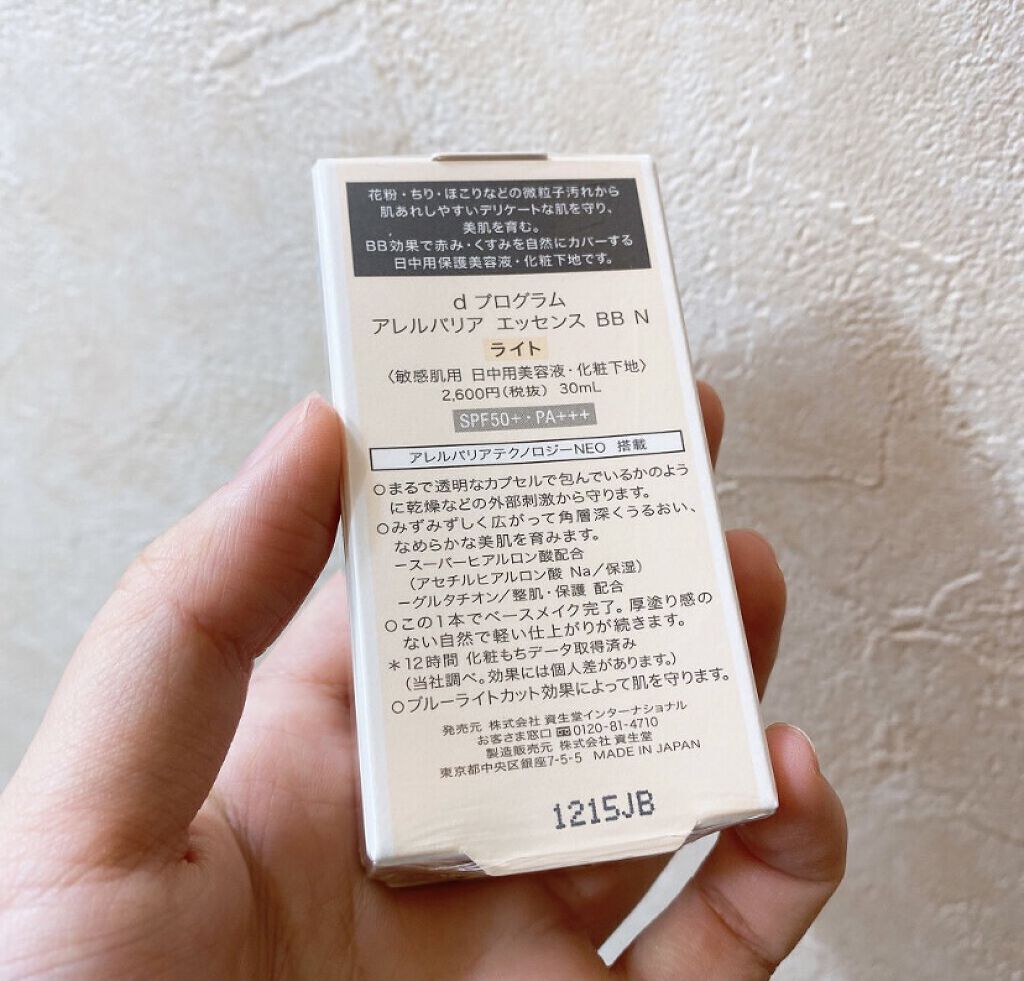 花粉・ちり・ほこりなどの微粒子汚れから
肌あれしやすいデリケートな肌を守り、
美肌を育む。
BB効果で赤み・くすみを自然にカバーする
日中用保護美容液・化粧下地です。
d プログラム
アレルバリア エッセンス BB N
ライト
〈敏感肌用 日中用美容液・化粧下地〉
2,600円(税抜) 30mL
SPF50+・PA+++
アレルバリアテクノロジーNEO 搭載
○まるで透明なカプセルで包んでいるかのよう
に乾燥などの外部刺激から守ります。
○みずみずしく広がって角層深くうるおい、
なめらかな美肌を育みます。
−スーパーヒアルロン酸配合
(アセチルヒアルロン酸 Na/保湿)
−グルタチオン/整肌・保護 配合
○この1本でベースメイク完了。厚塗り感の
ない自然で軽い仕上がりが続きます。
＊12時間 化粧もちデータ取得済み
(当社調べ。効果には個人差があります。)
○ブルーライトカット効果によって肌を守ります。
発売元 株式会社 資生堂インターナショナル
お客さま窓口 0120-81-4710
製造販売元 株式会社 資生堂
東京都中央区銀座7-5-5 MADE IN JAPAN
1215JB